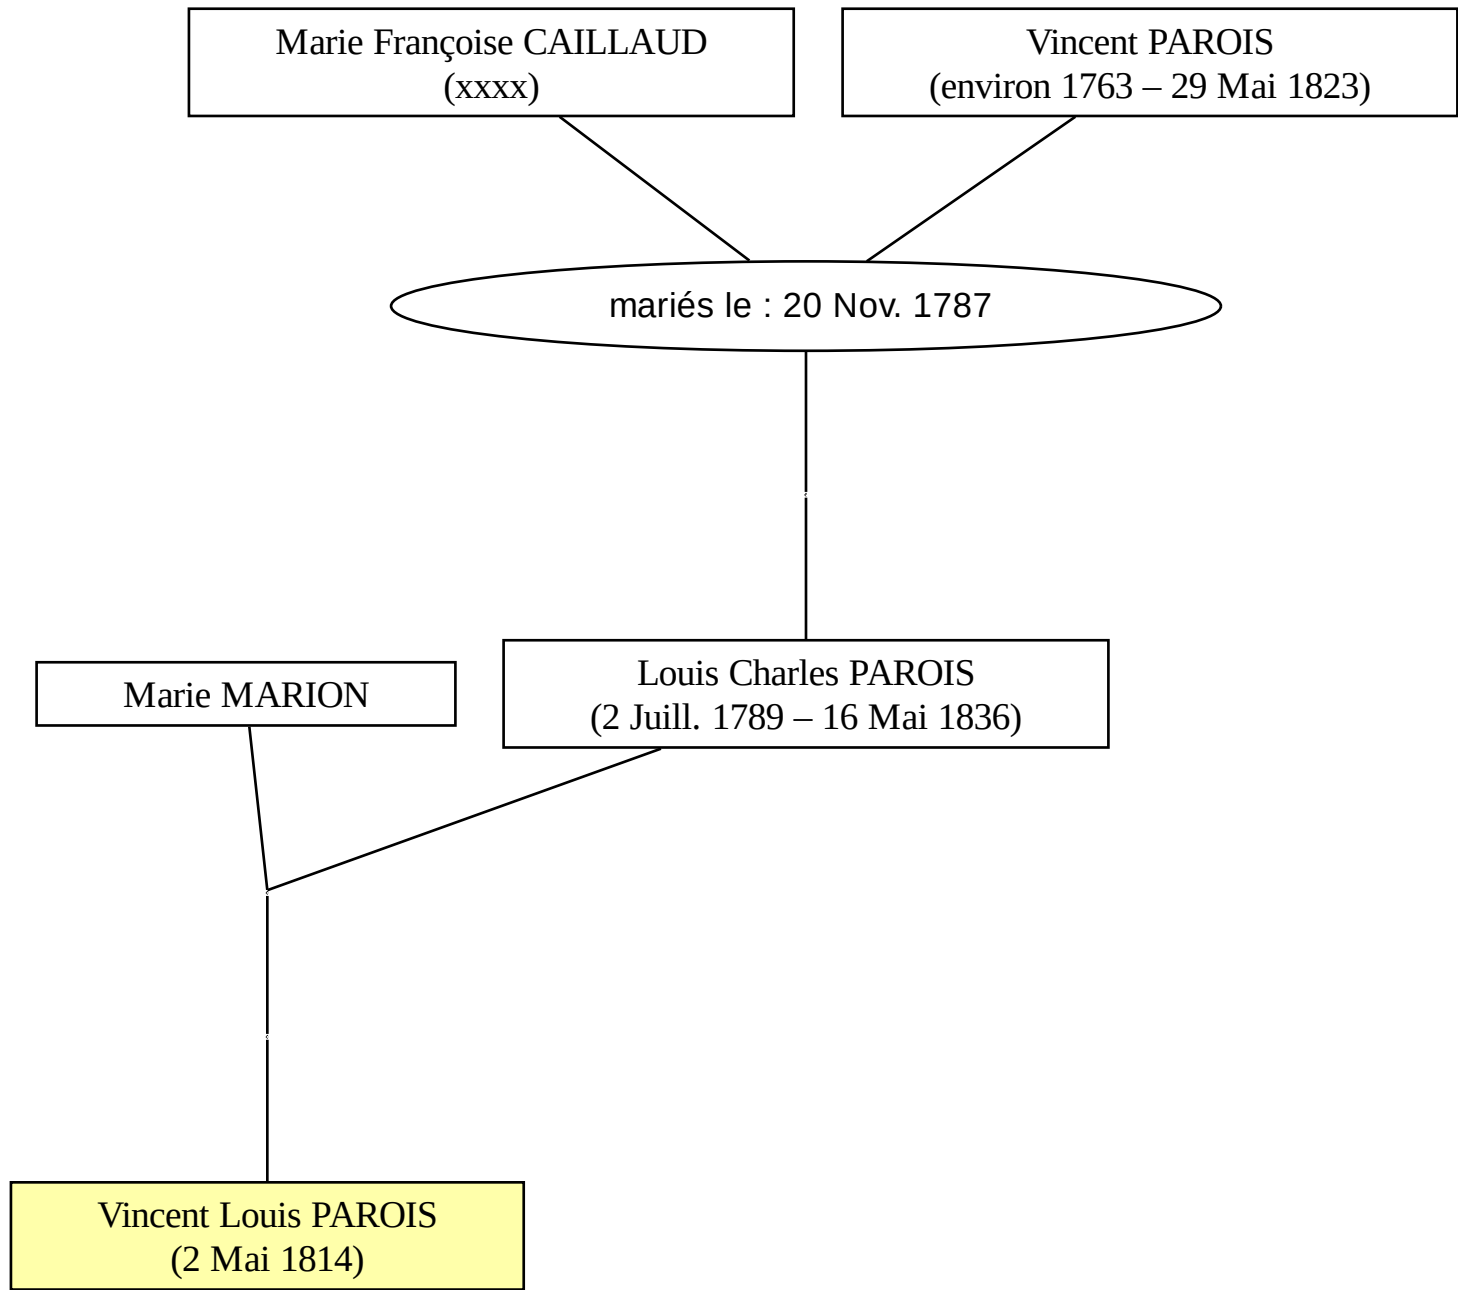 Marie Françoise CAILLAUD
(xxxx)
Vincent PAROIS
(environ 1763 – 29 Mai 1823)
mariés le : 20 Nov. 1787
Marie MARION
Louis Charles PAROIS
(2 Juill. 1789 – 16 Mai 1836)
Vincent Louis PAROIS
(2 Mai 1814)